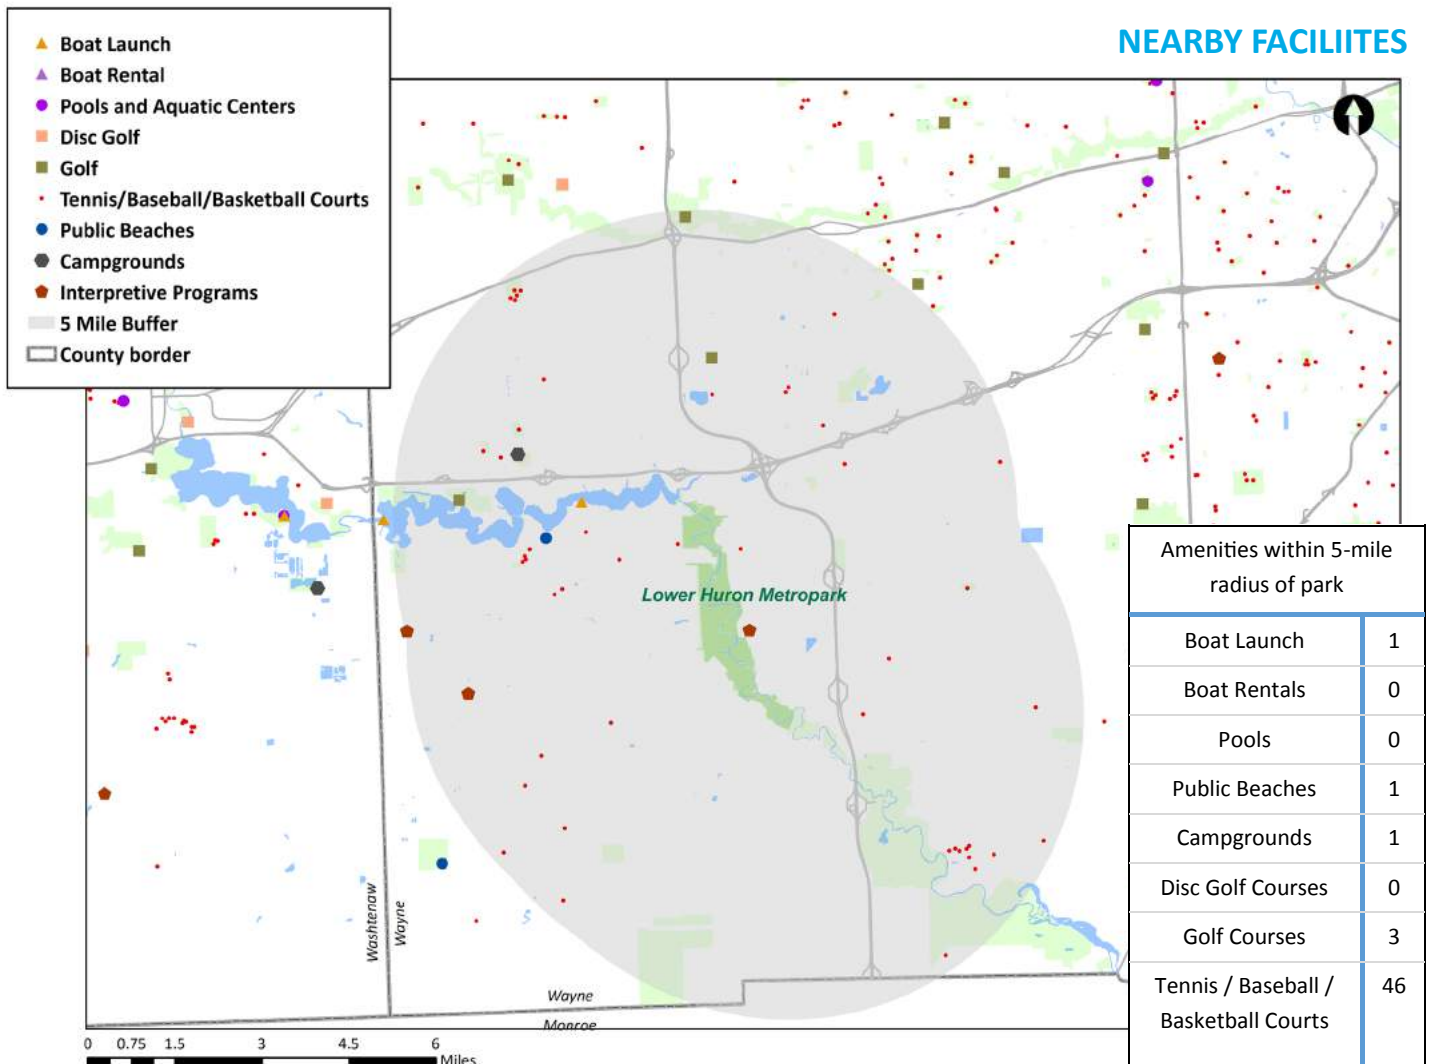 NEARBY FACILIITES
Boat Launch
Boat Rental
Pools and Aquatic Centers
Disc Golf
Golf
Tennis/Baseball/Basketball Courts
Public Beaches
Campgrounds
Interpretive Programs
5 Mile Buffer
County border
Lower Huron Metropark
Washtenaw
Wayne
Wayne
Monroe
0 0.75 1.5 3 4.5 6
Miles
Amenities within 5-mile
radius of park
Boat Launch 1
Boat Rentals 0
Pools 0
Public Beaches 1
Campgrounds 1
Disc Golf Courses 0
Golf Courses 3
Tennis / Baseball / 46
Basketball Courts